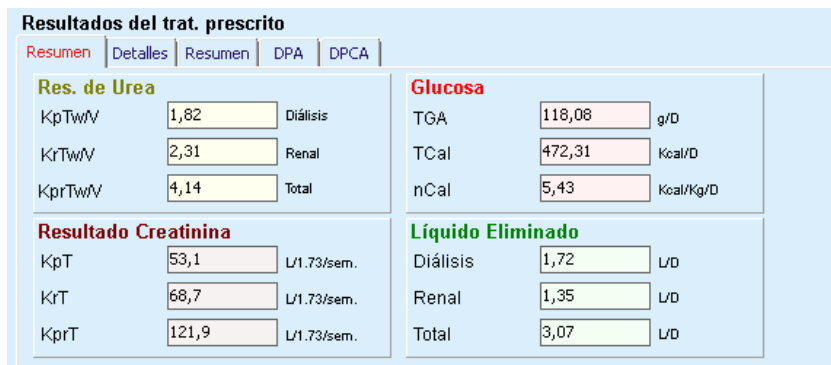 Resultados del trat. prescrito
Resumen Detalles Resumen DPA DPCA
Res. de Urea
KpTw/V 1,82 Diálisis
KrTw/V 2,31 Renal
KprTw/V 4,14 Total
Glucosa
TGA 118,08 g/D
TCal 472,31 Kcal/D
nCal 5,43 Kcal/Kg/D
Resultado Creatinina
KpT 53,1 L/1.73/sem.
KrT 68,7 L/1.73/sem.
KprT 121,9 L/1.73/sem.
Líquido Eliminado
Diálisis 1,72 L/D
Renal 1,35 L/D
Total 3,07 L/D